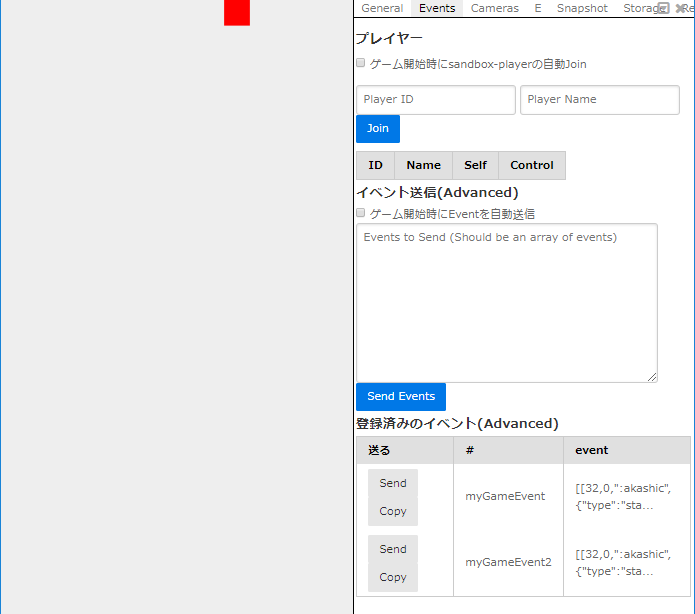 General Events Cameras E Snapshot Storage Re
プレイヤー
ゲーム開始時にsandbox-playerの自動Join
Player ID Player Name
Join
ID Name Self Control
イベント送信(Advanced)
ゲーム開始時にEventを自動送信
Events to Send (Should be an array of events)
Send Events
登録済みのイベント(Advanced)
送る # event
Send
Copy
myGameEvent
[[32,0,":akashic",
{"type":"sta...
Send
Copy
myGameEvent2
[[32,0,":akashic",
{"type":"sta...